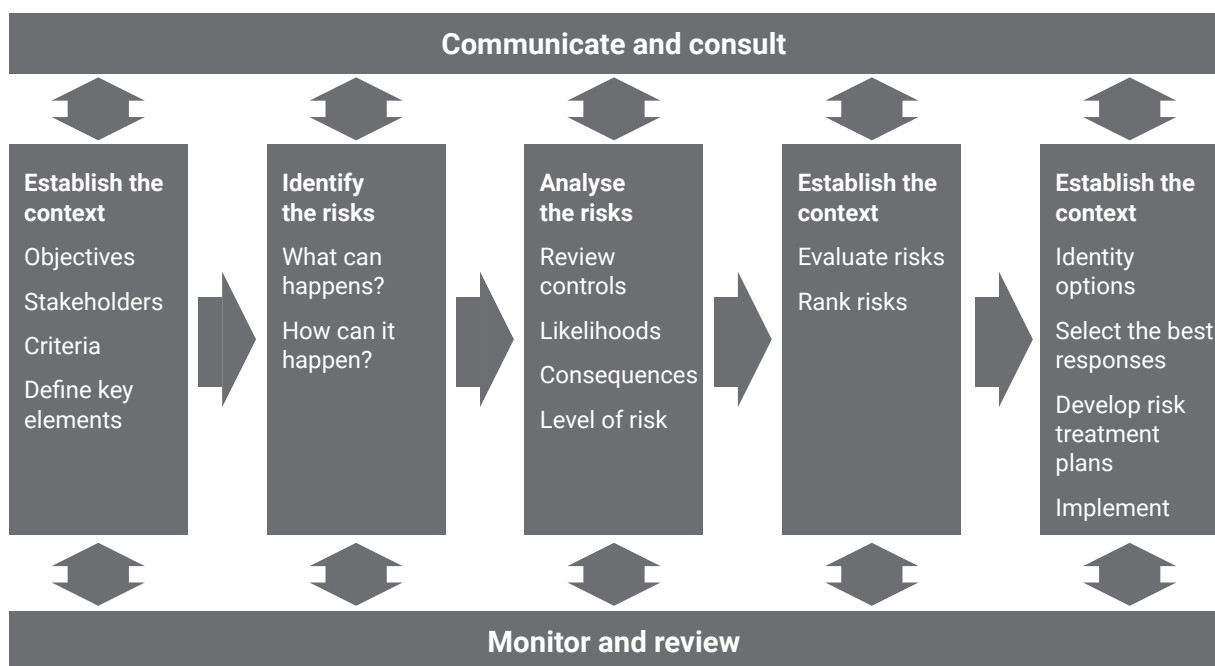 Communicate and consult
Establish the
context
Objectives
Stakeholders
Criteria
Define key
elements
Identify
the risks
What can
happens?
How can it
happen?
Analyse
the risks
Review
controls
Likelihoods
Consequences
Level of risk
Establish the
context
Evaluate risks
Rank risks
Establish the
context
Identity
options
Select the best
responses
Develop risk
treatment
plans
Implement
Monitor and review